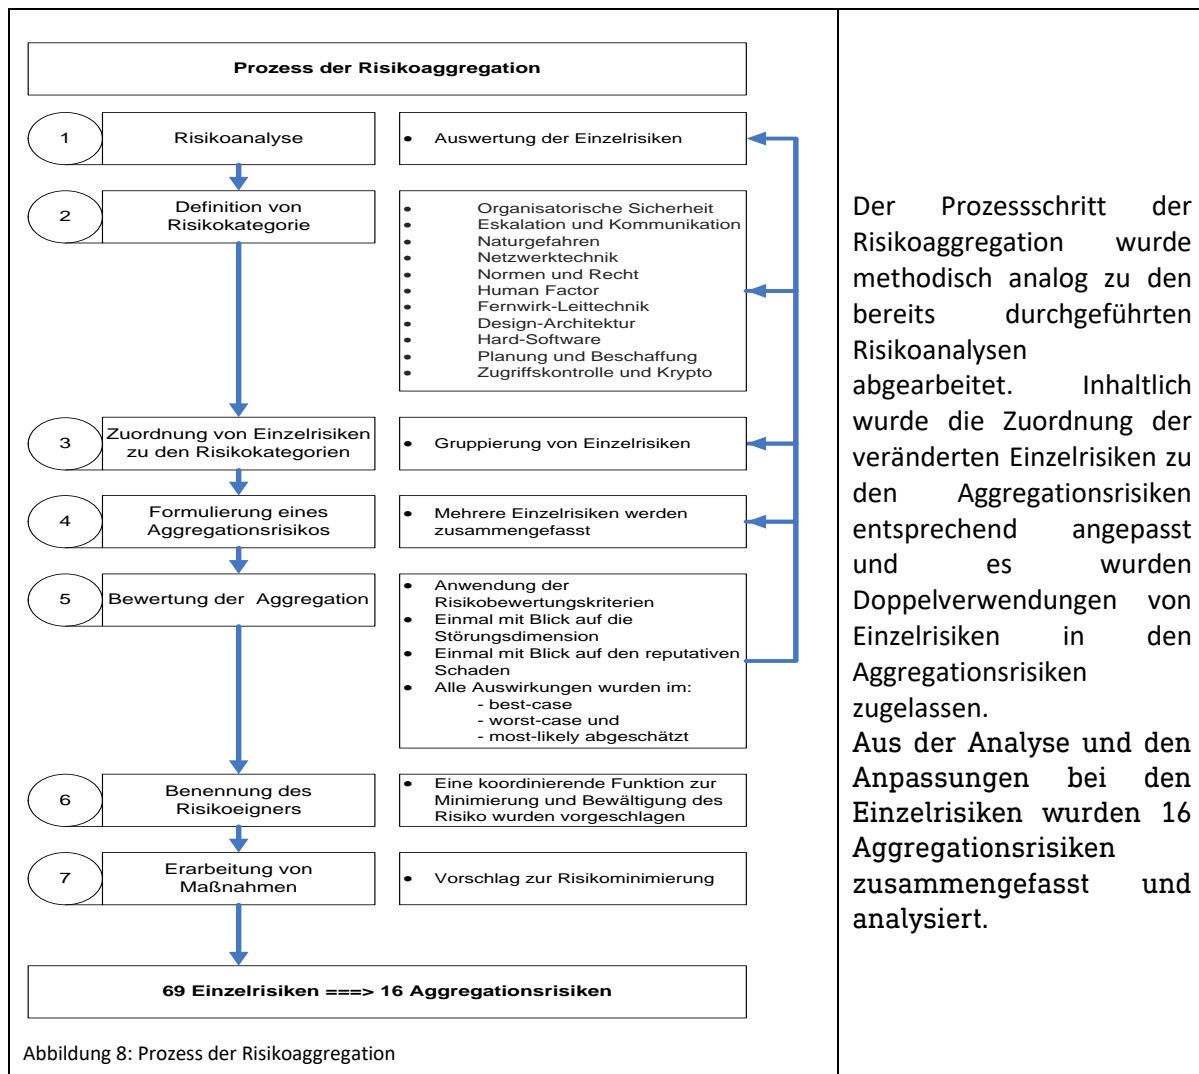 Prozess der Risikoaggregation
1
Risikoanalyse
• Auswertung der Einzelrisiken
2
Definition von
Risikokategorie
• Organisatorische Sicherheit
• Eskalation und Kommunikation
• Naturgefahren
• Netzwerktechnik
• Normen und Recht
• Human Factor
• Fernwirk-Leittechnik
• Design-Architektur
• Hard-Software
• Planung und Beschaffung
• Zugriffskontrolle und Krypto
3
Zuordnung von Einzelrisiken
zu den Risikokategorien
• Gruppierung von Einzelrisiken
4
Formulierung eines
Aggregationsrisikos
• Mehrere Einzelrisiken werden
zusammengefasst
5
Bewertung der Aggregation
• Anwendung der
Risikobewertungskriterien
• Einmal mit Blick auf die
Störungsdimension
• Einmal mit Blick auf den reputativen
Schaden
• Alle Auswirkungen wurden im:
- best-case
- worst-case und
- most-likely abgeschätzt
6
Benennung des
Risikoeigners
• Eine koordinierende Funktion zur
Minimierung und Bewältigung des
Risiko wurden vorgeschlagen
7
Erarbeitung von
Maßnahmen
• Vorschlag zur Risikominimierung
69 Einzelrisiken ===> 16 Aggregationsrisiken
Abbildung 8: Prozess der Risikoaggregation
Der Prozessschritt der
Risikoaggregation wurde
methodisch analog zu den
bereits durchgeführten
Risikoanalysen
abgearbeitet. Inhaltlich
wurde die Zuordnung der
veränderten Einzelrisiken zu
den Aggregationsrisiken
entsprechend angepasst
und es wurden
Doppelverwendungen von
Einzelrisiken in den
Aggregationsrisiken
zugelassen.
Aus der Analyse und den
Anpassungen bei den
Einzelrisiken wurden 16
Aggregationsrisiken
zusammengefasst und
analysiert.